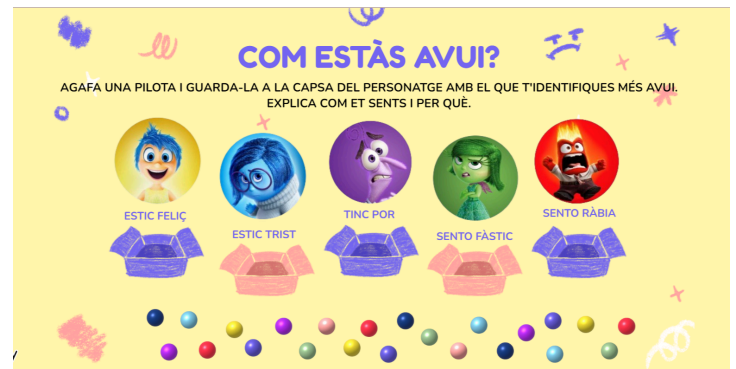 COM ESTÀS AVUI?
AGAFA UNA PILOTA I GUARDA-LA A LA CAPSA DEL PERSONATGE AMB EL QUE T'IDENTIFIQUES MÉS AVUI.
EXPLICA COM ET SENTS I PER QUÈ.
ESTIC FELIÇ
ESTIC TRIST
TINC POR
SENTO FÀSTIC
SENTO RÀBIA